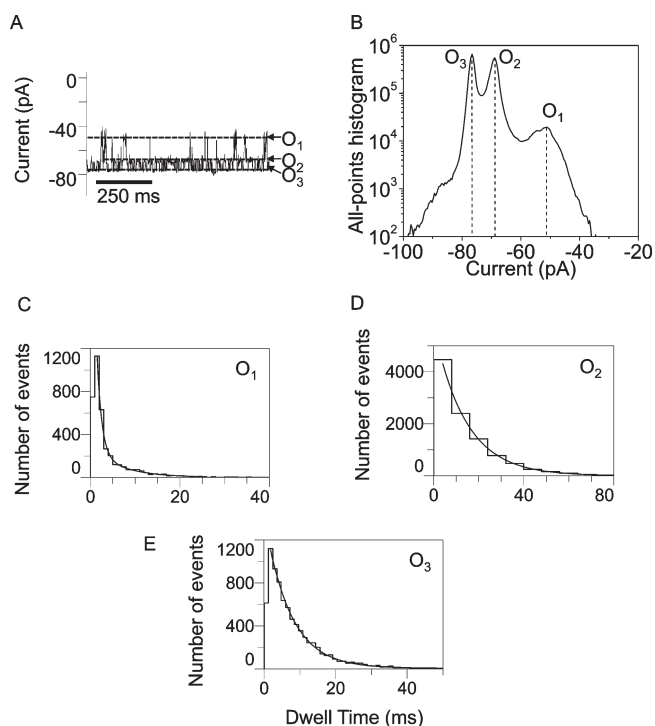 A
Current (pA)
0
-40
-80
O1
O2
O3
250 ms
B
All-points histogram
10^6
10^5
10^4
10^3
10^2
O3
O2
O1
-100 -80 -60 -40 -20
Current (pA)
C
Number of events
1200
800
400
0
O1
0 20 40
D
Number of events
4000
2000
0
O2
0 20 40 60 80
E
Number of events
1200
800
400
0
O3
0 20 40
Dwell Time (ms)